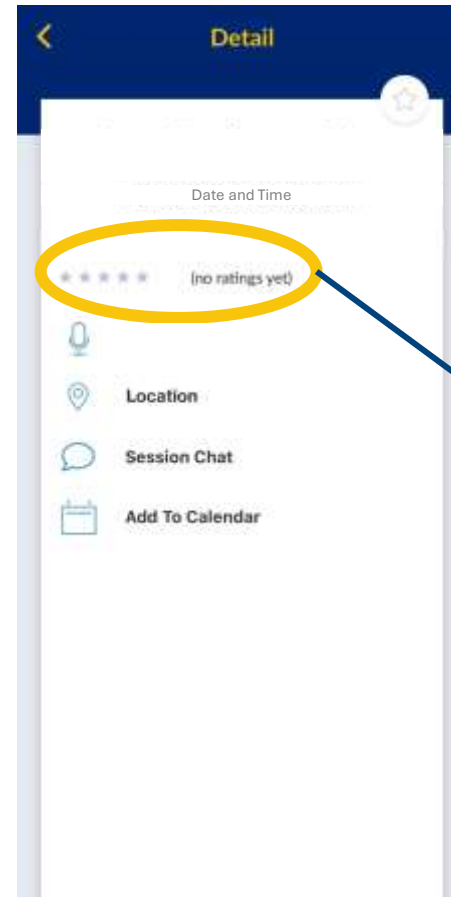 Detail
Date and Time
(no ratings yet)
Location
Session Chat
Add To Calendar